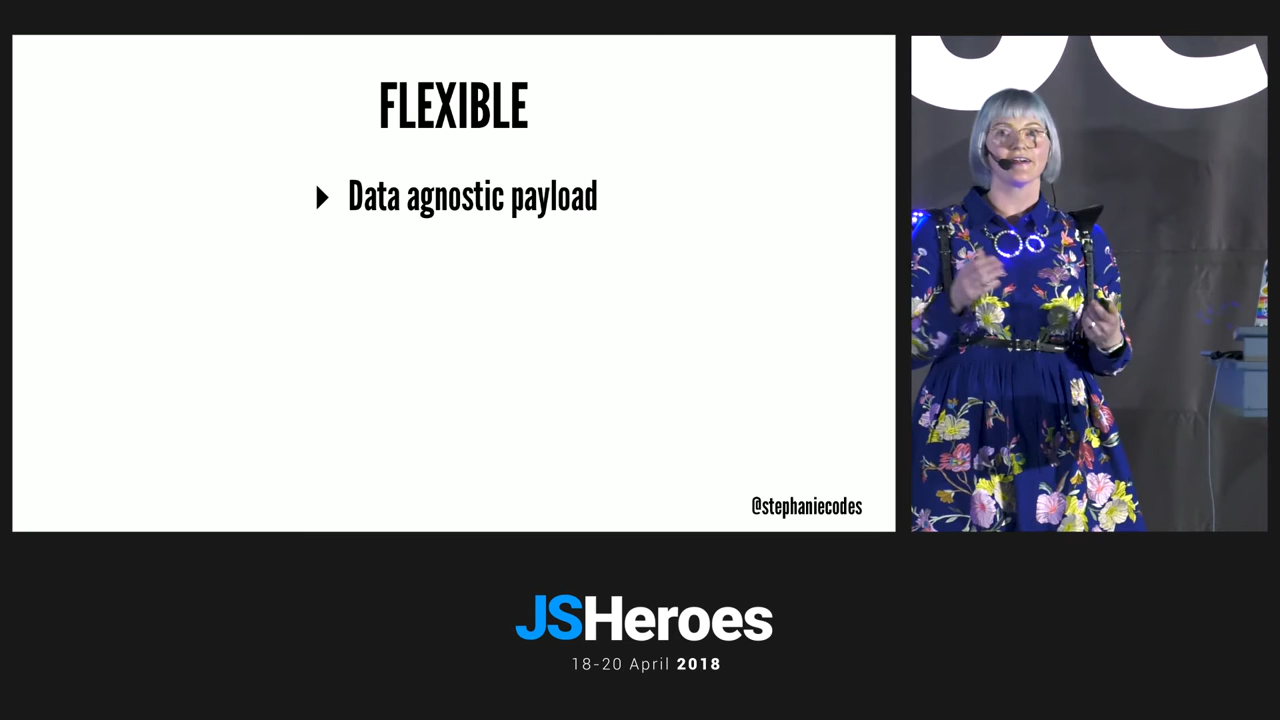 FLEXIBLE
Data agnostic payload
@stephaniecodes
JSHeroes
18-20 April 2018